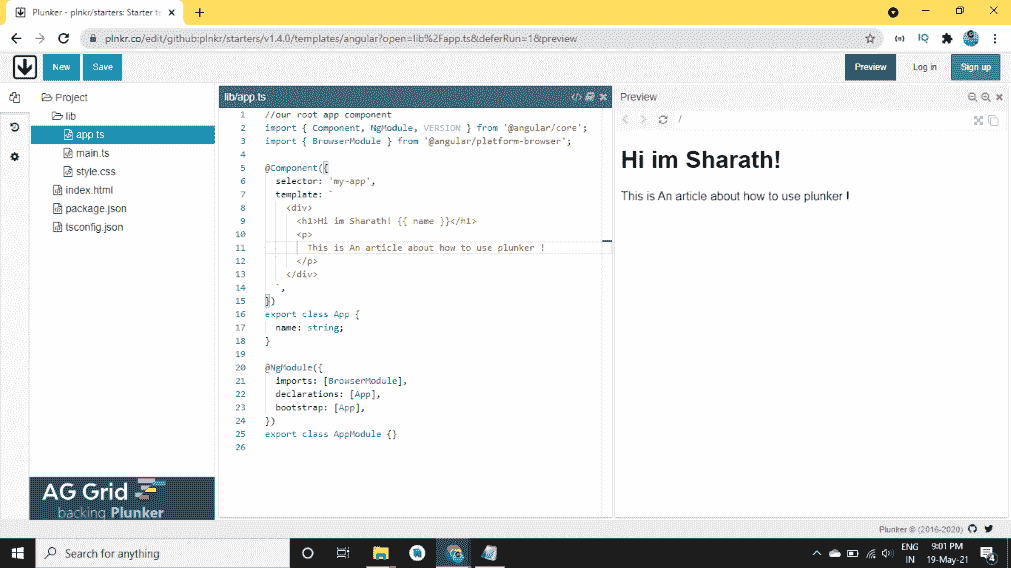 Plunker - plnkr/starters: Starter te
plnkr.co/edit/github:plnkr/starters/v1.4.0/templates/angular?open=lib%2Fapp.ts&deferRun=1&preview
New Save Preview Log in Sign up
Project
lib
app.ts
main.ts
style.css
index.html
package.json
tsconfig.json
AG Grid
backing Plunker
lib/app.ts
1 //our root app component
2 import { Component, NgModule, VERSION } from '@angular/core';
3 import { BrowserModule } from '@angular/platform-browser';
4
5 @Component({
6 selector: 'my-app',
7 template: `
8 <div>
9 <h1>Hi im Sharath! {{ name }}</h1>
10 <p>
11 This is An article about how to use plunker !
12 </p>
13 </div>
14 `,
15 })
16 export class App {
17 name: string;
18 }
19
20 @NgModule({
21 imports: [BrowserModule],
22 declarations: [App],
23 bootstrap: [App],
24 })
25 export class AppModule {}
26
Preview
/
Hi im Sharath!
This is An article about how to use plunker !
Plunker © (2016-2020)
Search for anything
ENG
IN
9:01 PM
19-May-21
4